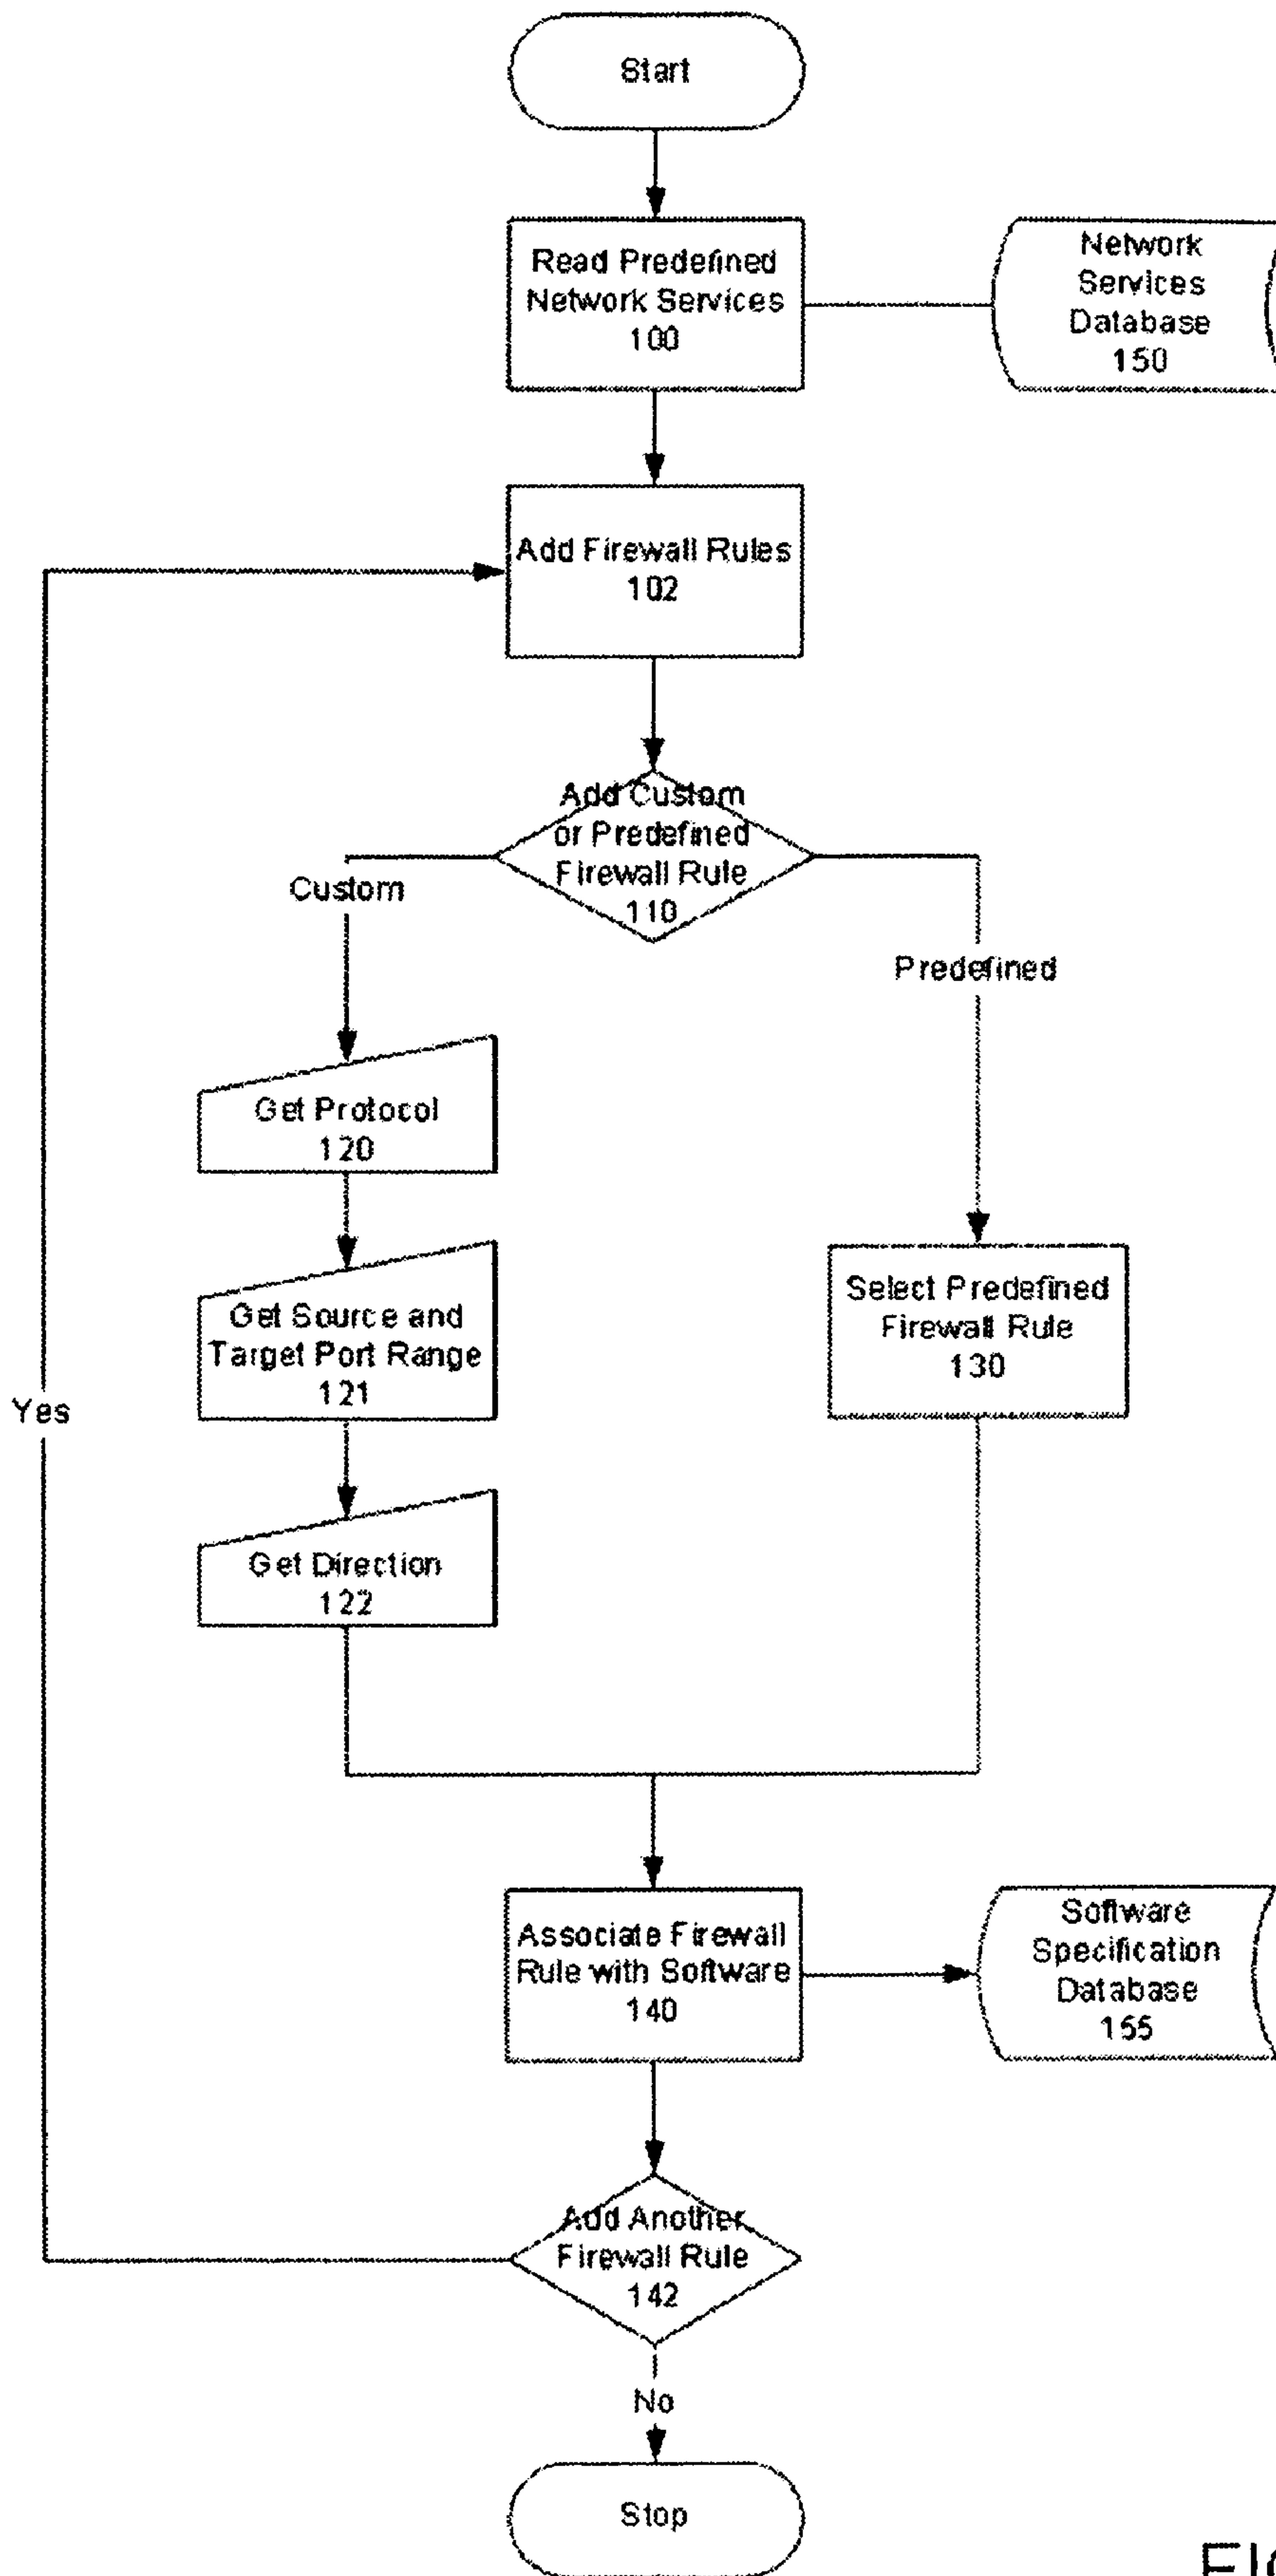 Start
Read Predefined
Network Services
100
Network
Services
Database
150
Add Firewall Rules
102
Add Custom
or Predefined
Firewall Rule
110
Custom
Predefined
Get Protocol
120
Get Source and
Target Port Range
121
Select Predefined
Firewall Rule
130
Yes
Get Direction
122
Associate Firewall
Rule with Software
140
Software
Specification
Database
155
Add Another
Firewall Rule
142
No
Stop